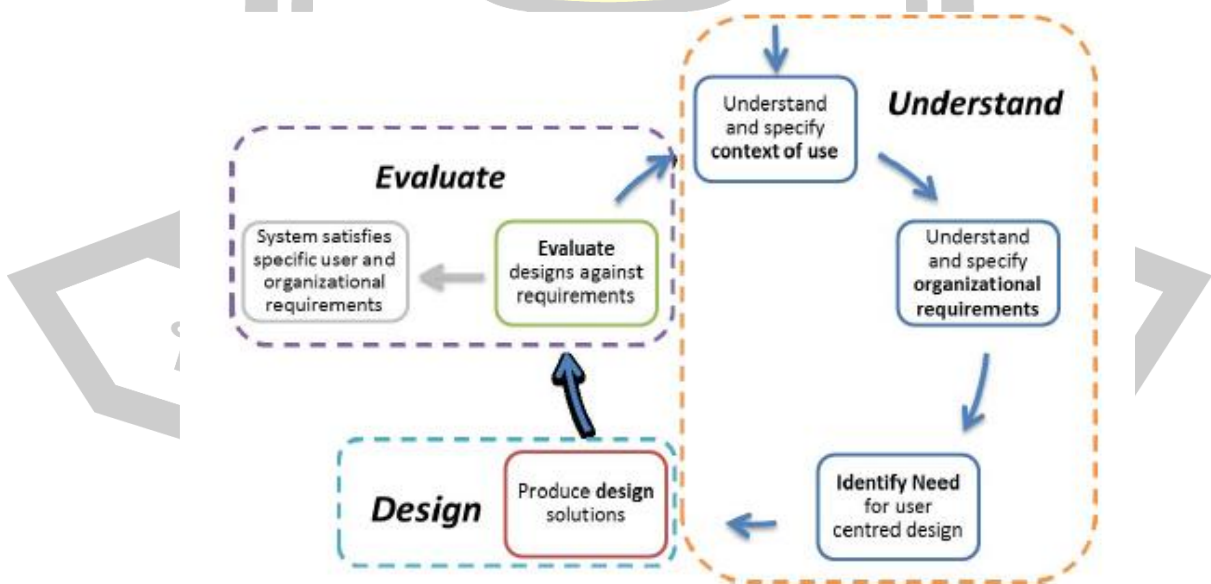 Understand
Understand
and specify
context of use
Understand
and specify
organizational
requirements
Identify Need
for user
centred design
Design
Produce design
solutions
Evaluate
Evaluate
designs against
requirements
System satisfies
specific user and
organizational
requirements